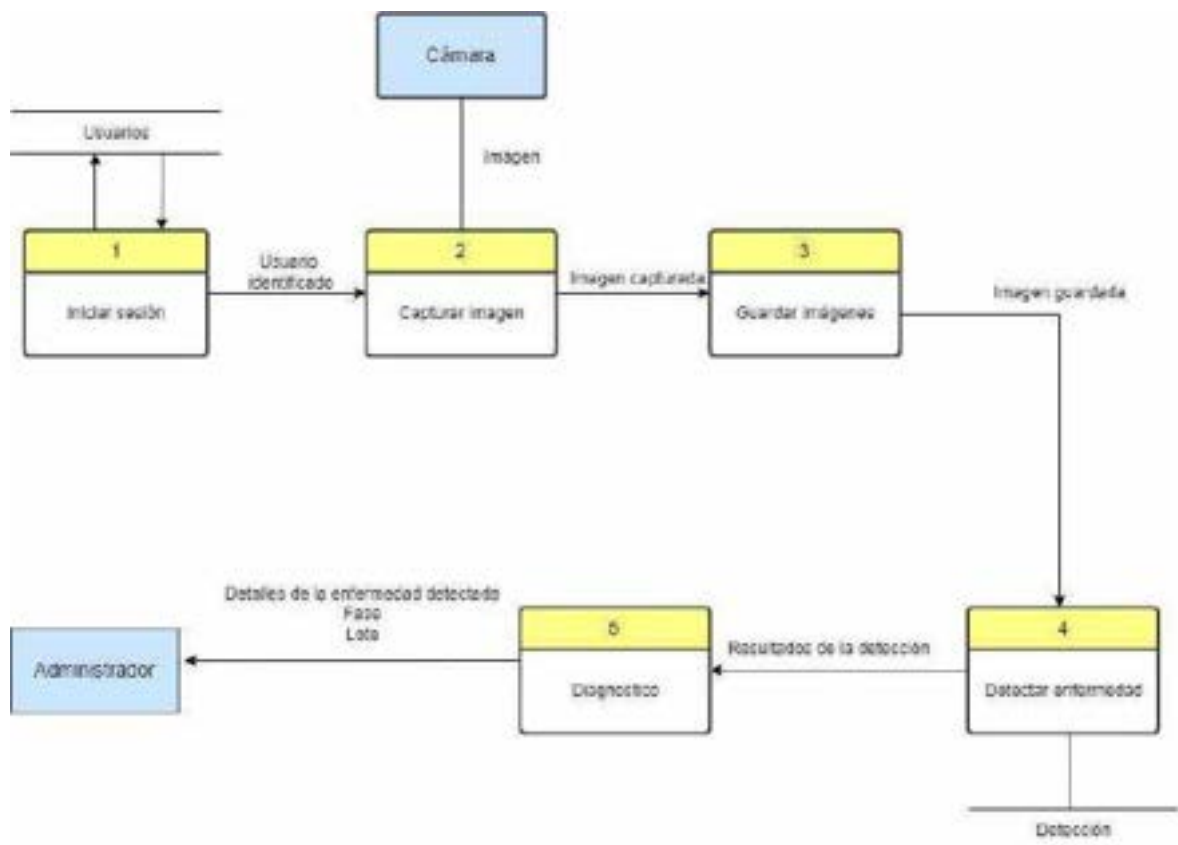 Cámara
Usuarios
Imagen
1
Iniciar sesión
Usuario
identificado
2
Capturar imagen
Imagen capturada
3
Guardar imágenes
Imagen guardada
4
Detectar enfermedad
Resultados de la detección
5
Diagnostico
Detalles de la enfermedad detectada
Fase
Lote
Administrador
Detección